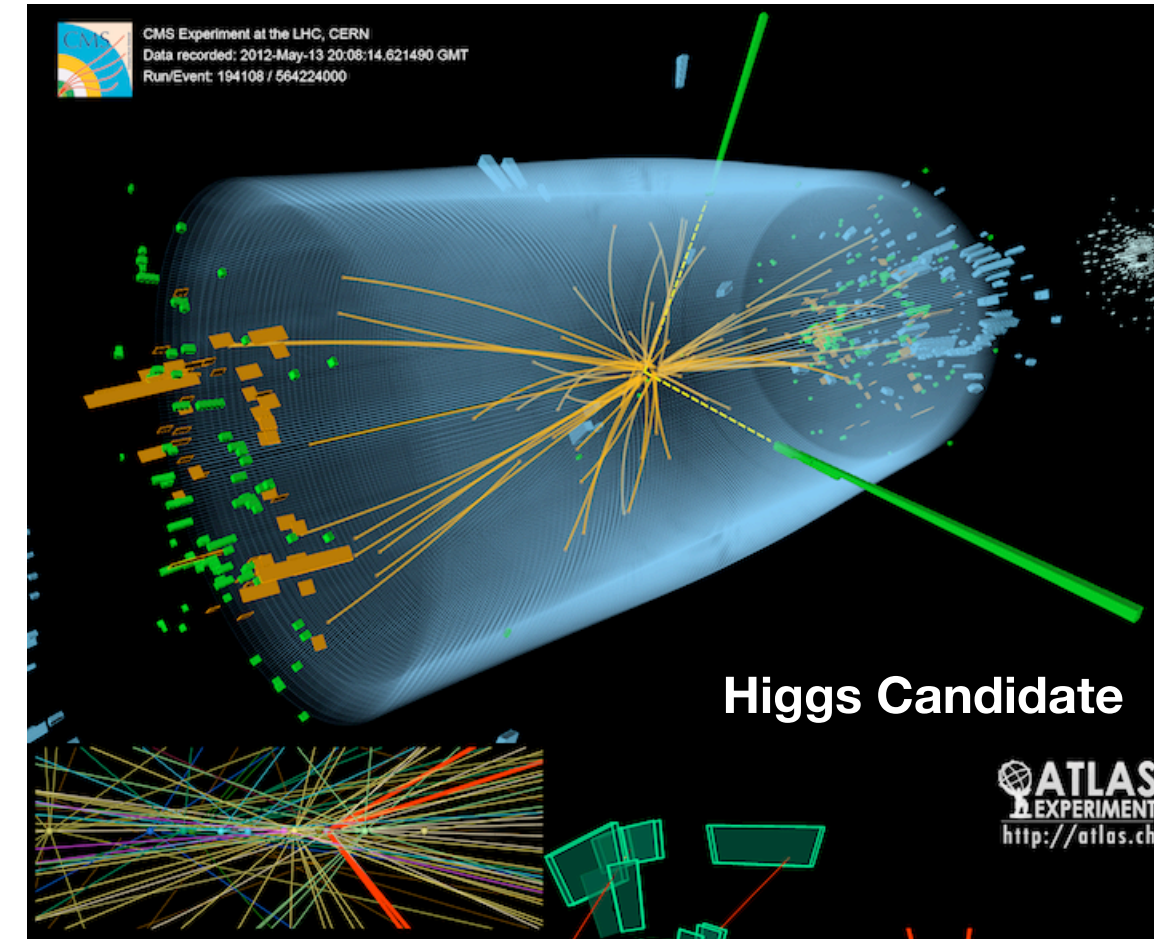 CMS
CMS Experiment at the LHC, CERN
Data recorded: 2012-May-13 20:08:14.621490 GMT
Run/Event: 194108 / 564224000
Higgs Candidate
ATLAS
EXPERIMENT
http://atlas.ch